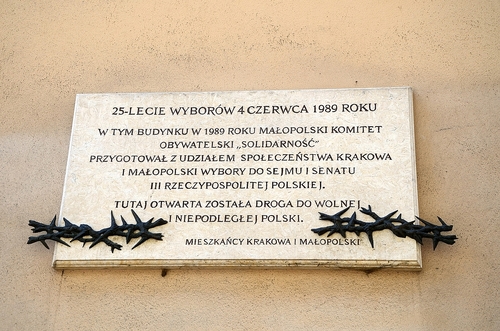 25-LECIE WYBORÓW 4 CZERWCA 1989 ROKU
W TYM BUDYNKU W 1989 ROKU MAŁOPOLSKI KOMITET
OBYWATELSKI „SOLIDARNOŚĆ”
PRZYGOTOWAŁ Z UDZIAŁEM SPOŁECZEŃSTWA KRAKOWA
I MAŁOPOLSKI WYBORY DO SEJMU I SENATU
III RZECZYPOSPOLITEJ POLSKIEJ.
TUTAJ OTWARTA ZOSTAŁA DROGA DO WOLNEJ
I NIEPODLEGŁEJ POLSKI.
MIESZKAŃCY KRAKOWA I MAŁOPOLSKI